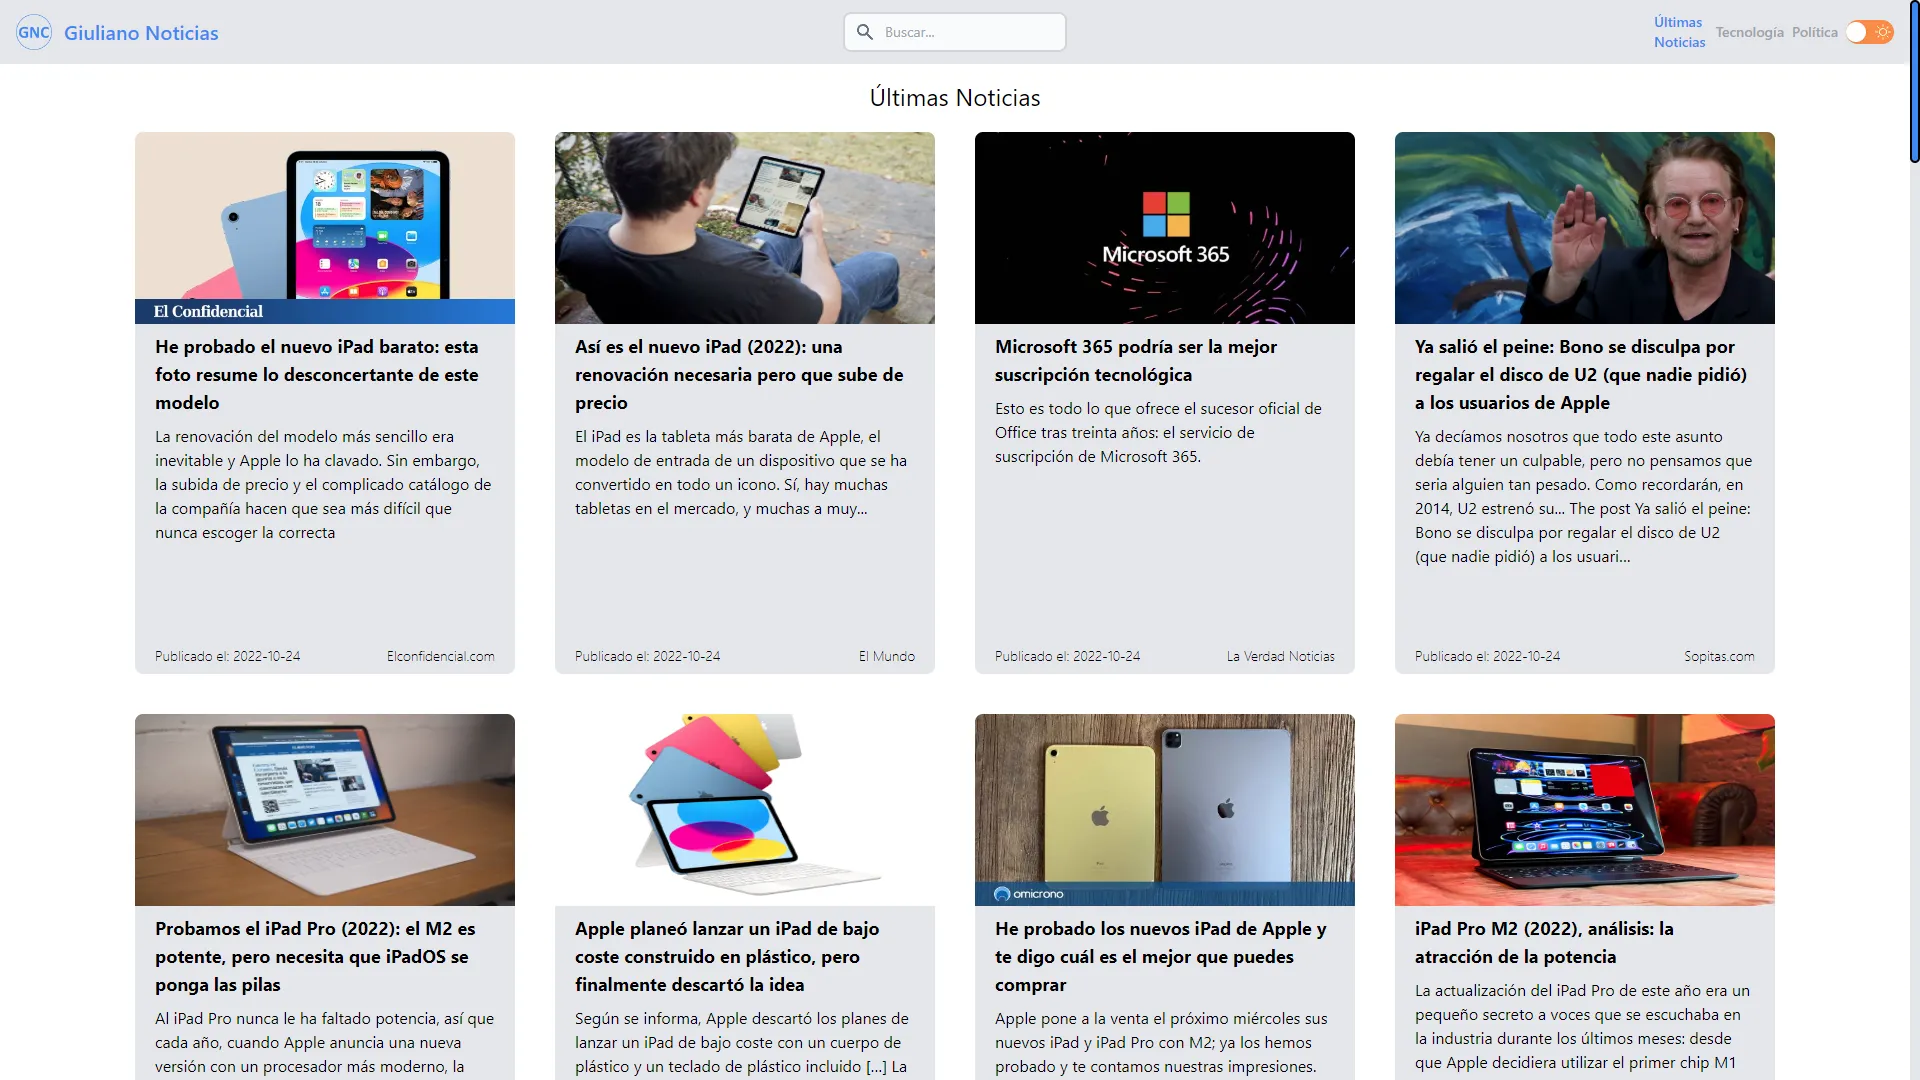 GNC Giuliano Noticias
Buscar...
Últimas
Noticias
Tecnología Política
Últimas Noticias
El Confidencial
He probado el nuevo iPad barato: esta
foto resume lo desconcertante de este
modelo
La renovación del modelo más sencillo era
inevitable y Apple lo ha clavado. Sin embargo,
la subida de precio y el complicado catálogo de
la compañía hacen que sea más difícil que
nunca escoger la correcta
Publicado el: 2022-10-24 Elconfidencial.com
Así es el nuevo iPad (2022): una
renovación necesaria pero que sube de
precio
El iPad es la tableta más barata de Apple, el
modelo de entrada de un dispositivo que se ha
convertido en todo un icono. Sí, hay muchas
tabletas en el mercado, y muchas a muy...
Publicado el: 2022-10-24 El Mundo
Microsoft 365
Microsoft 365 podría ser la mejor
suscripción tecnológica
Esto es todo lo que ofrece el sucesor oficial de
Office tras treinta años: el servicio de
suscripción de Microsoft 365.
Publicado el: 2022-10-24 La Verdad Noticias
Ya salió el peine: Bono se disculpa por
regalar el disco de U2 (que nadie pidió)
a los usuarios de Apple
Ya decíamos nosotros que todo este asunto
debía tener un culpable, pero no pensamos que
seria alguien tan pesado. Como recordarán, en
2014, U2 estrenó su... The post Ya salió el peine:
Bono se disculpa por regalar el disco de U2
(que nadie pidió) a los usuari...
Publicado el: 2022-10-24 Sopitas.com
Probamos el iPad Pro (2022): el M2 es
potente, pero necesita que iPadOS se
ponga las pilas
Al iPad Pro nunca le ha faltado potencia, así que
cada año, cuando Apple anuncia una nueva
versión con un procesador más moderno, la
Apple planeó lanzar un iPad de bajo
coste construido en plástico, pero
finalmente descartó la idea
Según se informa, Apple descartó los planes de
lanzar un iPad de bajo coste con un cuerpo de
plástico y un teclado de plástico incluido [...] La
omicrono
He probado los nuevos iPad de Apple y
te digo cuál es el mejor que puedes
comprar
Apple pone a la venta el próximo miércoles sus
nuevos iPad y iPad Pro con M2; ya los hemos
probado y te contamos nuestras impresiones.
iPad Pro M2 (2022), análisis: la
atracción de la potencia
La actualización del iPad Pro de este año era un
pequeño secreto a voces que se escuchaba en
la industria durante los últimos meses: desde
que Apple decidiera utilizar el primer chip M1